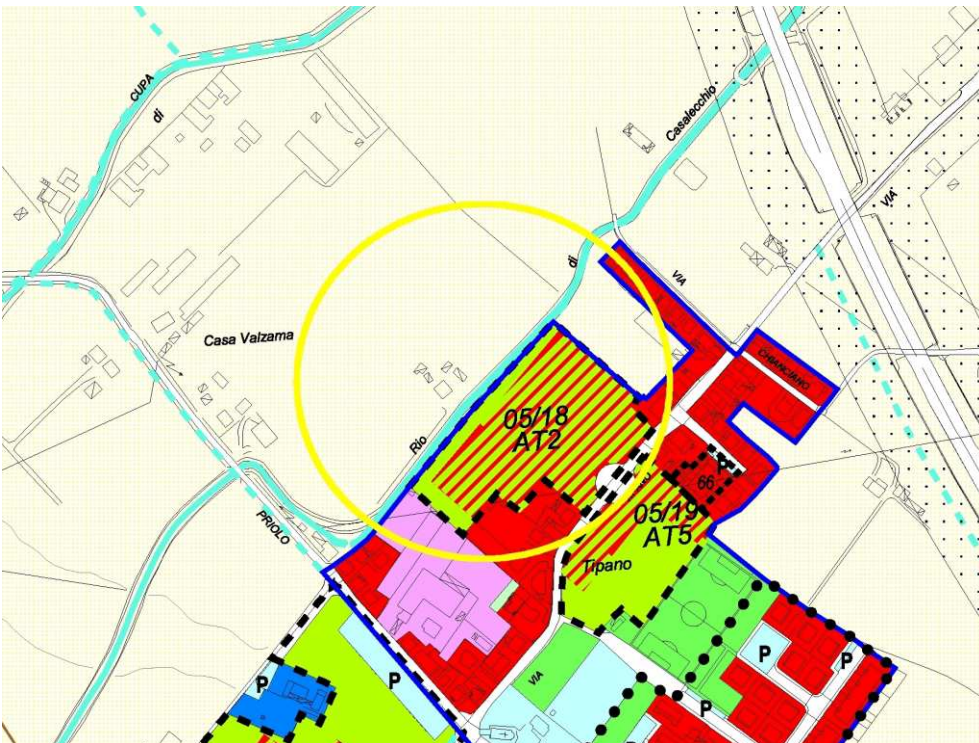 CUPA
di
Casalecchio
VIA
di
VIA
Casa Valzama
CHIANCIANO
05/18
AT2
Rio
P
66
05/19
AT5
PRIOLO
Tipano
P
P
P
P
VIA
P
P
P